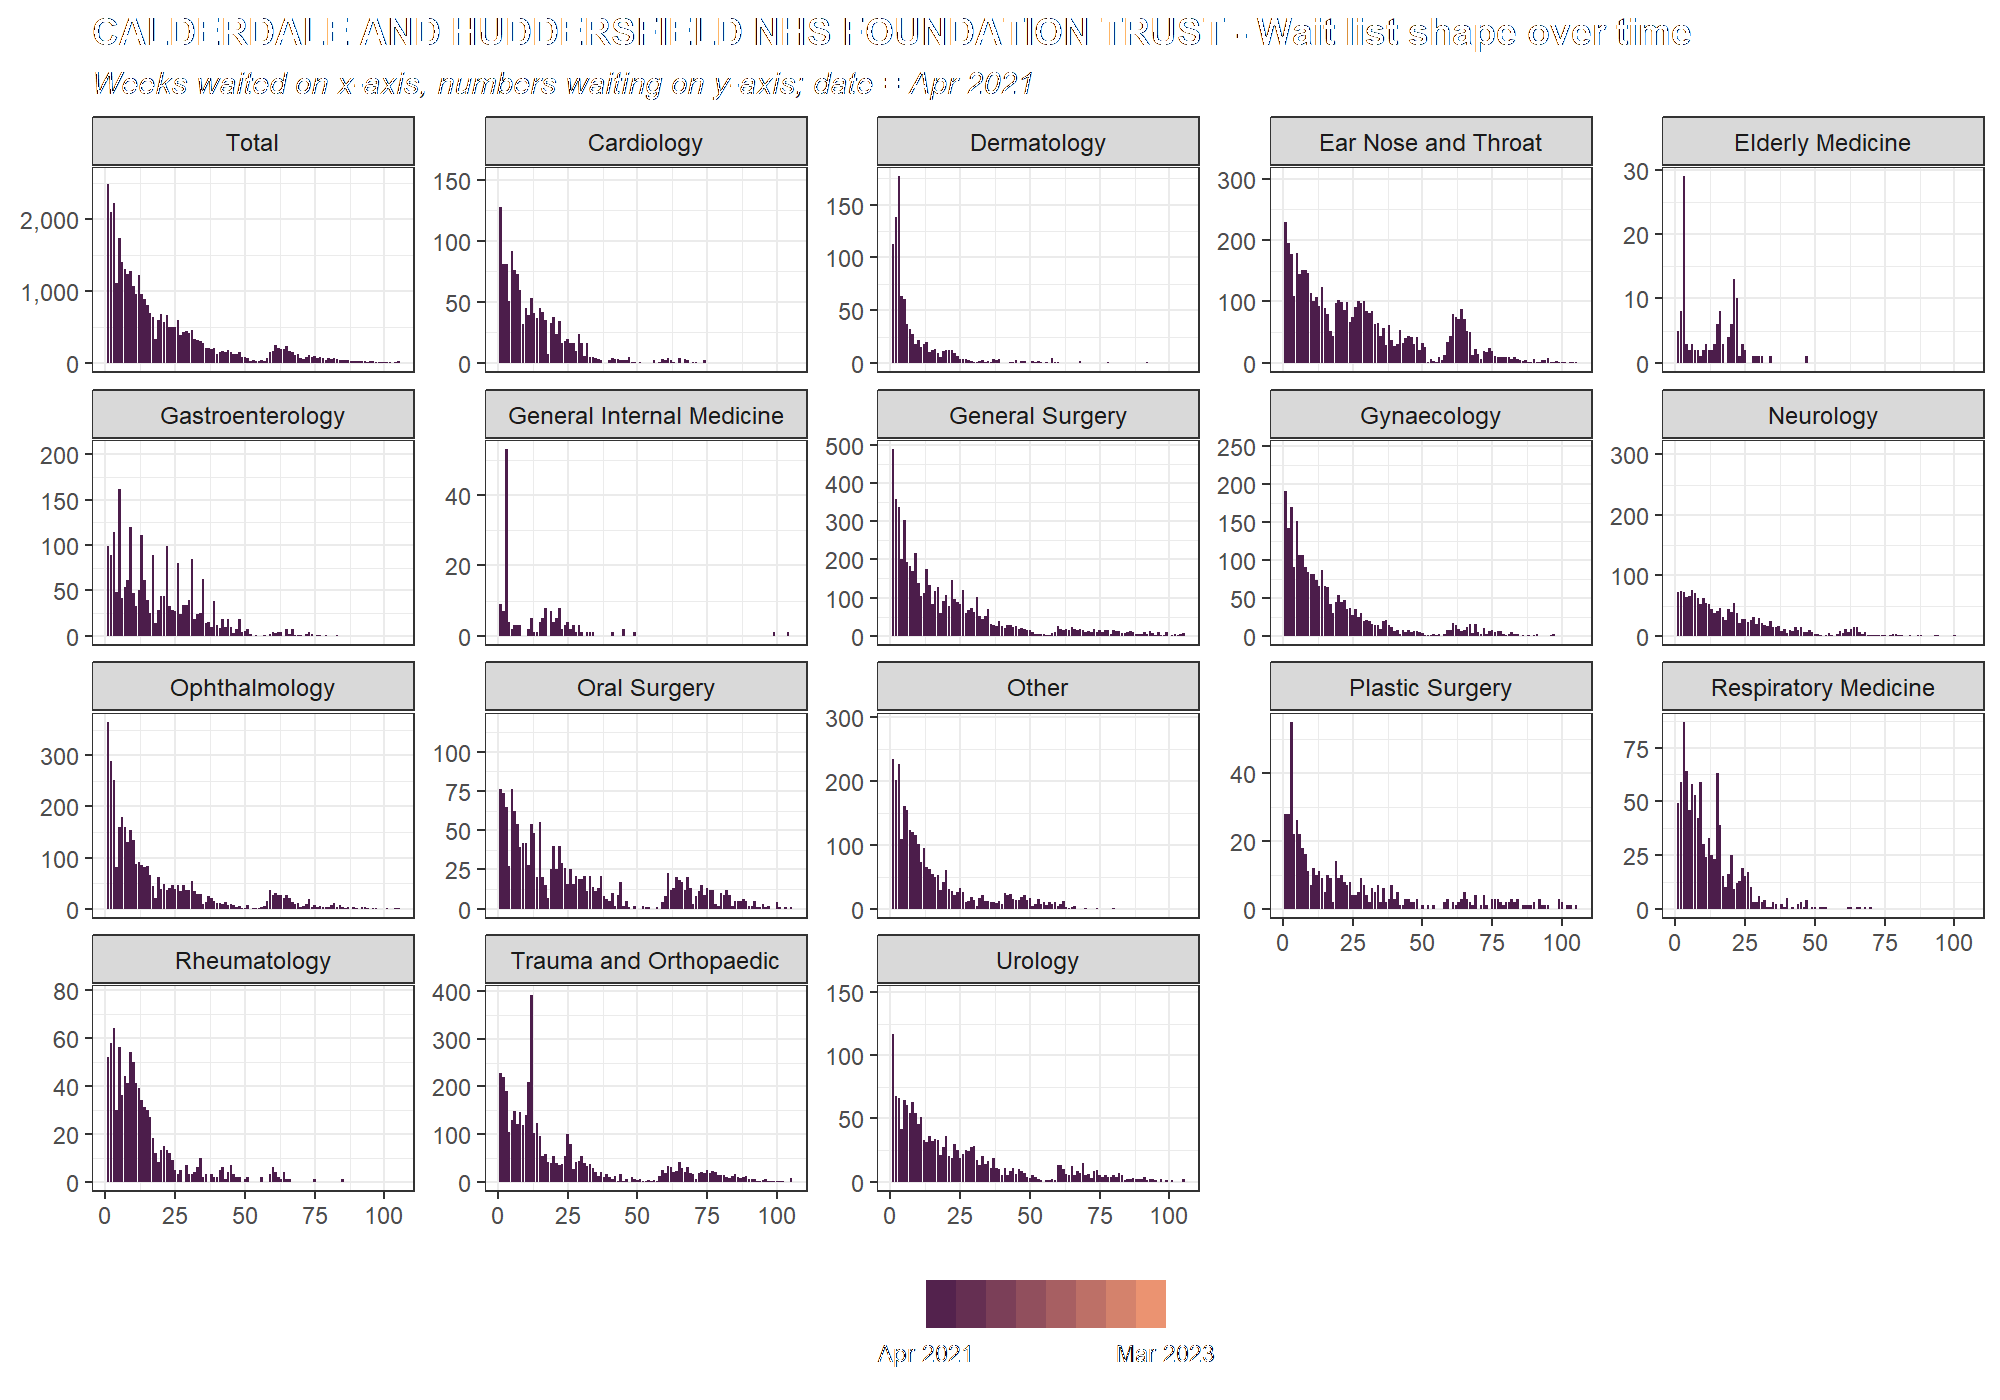 CALDERDALE AND HUDDERSFIELD NHS FOUNDATION TRUST - Wait list shape over time
Weeks waited on x-axis, numbers waiting on y-axis; date = Apr 2021
Total Cardiology Dermatology Ear Nose and Throat Elderly Medicine
2,000 1,000 0
150 100 50 0
150 100 50 0
300 200 100 0
30 20 10 0
Gastroenterology General Internal Medicine General Surgery Gynaecology Neurology
200 150 100 50 0
40 20 0
500 400 300 200 100 0
250 200 150 100 50 0
300 200 100 0
Ophthalmology Oral Surgery Other Plastic Surgery Respiratory Medicine
300 200 100 0
100 75 50 25 0
300 200 100 0
40 20 0
75 50 25 0
0 25 50 75 100
0 25 50 75 100
Rheumatology Trauma and Orthopaedic Urology
80 60 40 20 0
400 300 200 100 0
150 100 50 0
0 25 50 75 100
0 25 50 75 100
0 25 50 75 100
Apr 2021 Mar 2023